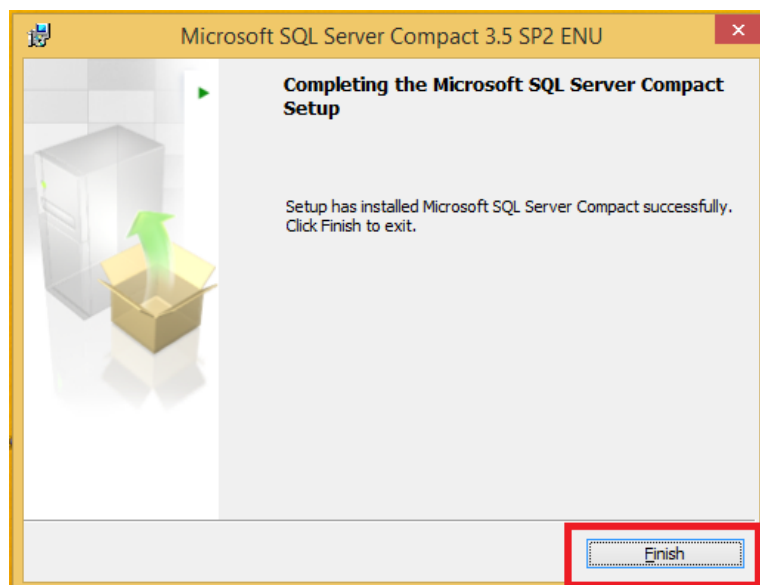 Microsoft SQL Server Compact 3.5 SP2 ENU
Completing the Microsoft SQL Server Compact
Setup
Setup has installed Microsoft SQL Server Compact successfully.
Click Finish to exit.
Finish